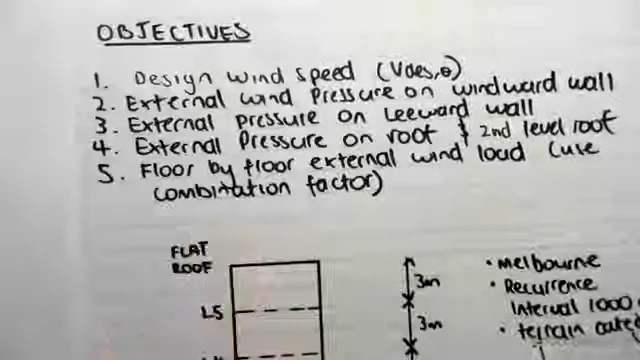 OBJECTIVES
1. Design wind speed (Vdes,θ)
2. External wind Pressure on windward wall
3. External pressure on Leeward wall
4. External Pressure on roof & 2nd level roof
5. Floor by floor external wind load (use
combination factor)
FLAT
ROOF
L5
3m
3m
• Melbourne
• Recurrence
Interval 1000
• terrain